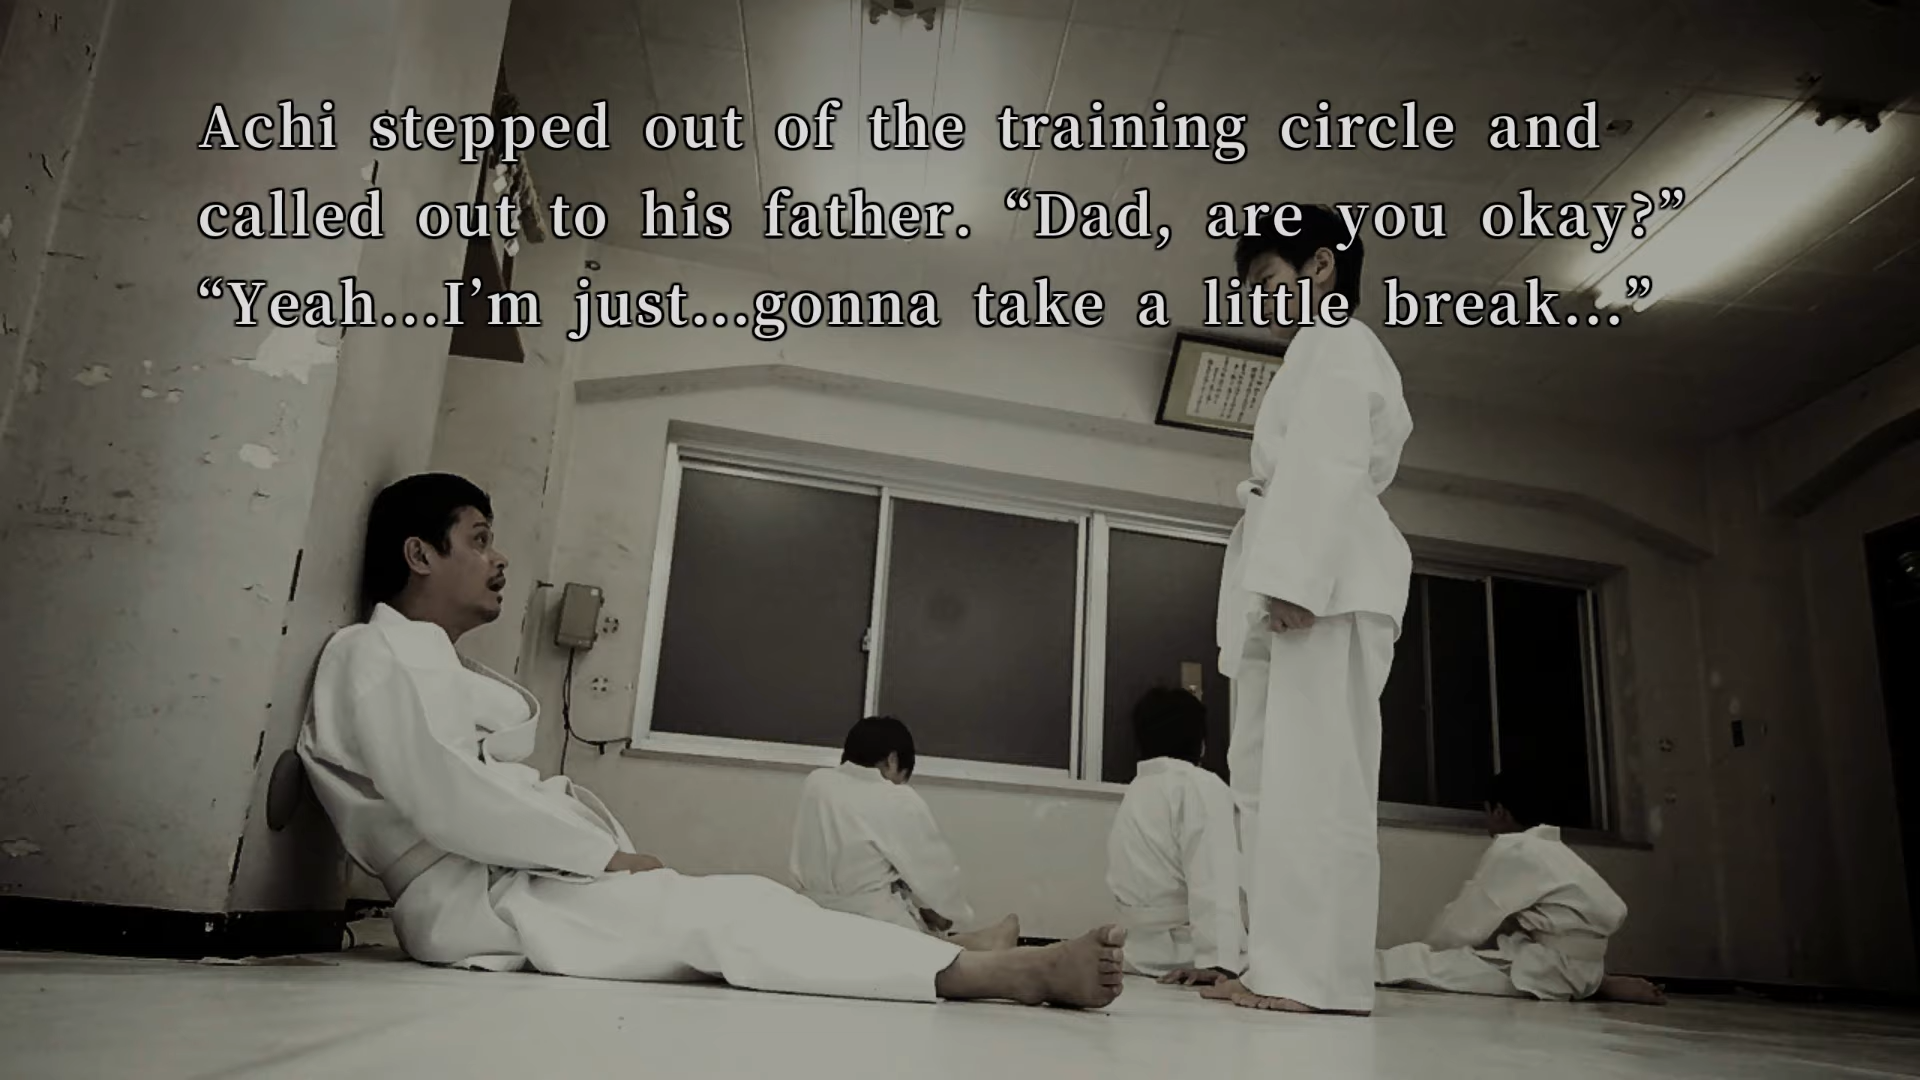 Achi stepped out of the training circle and
called out to his father. “Dad, are you okay?”
“Yeah...I’m just...gonna take a little break...”